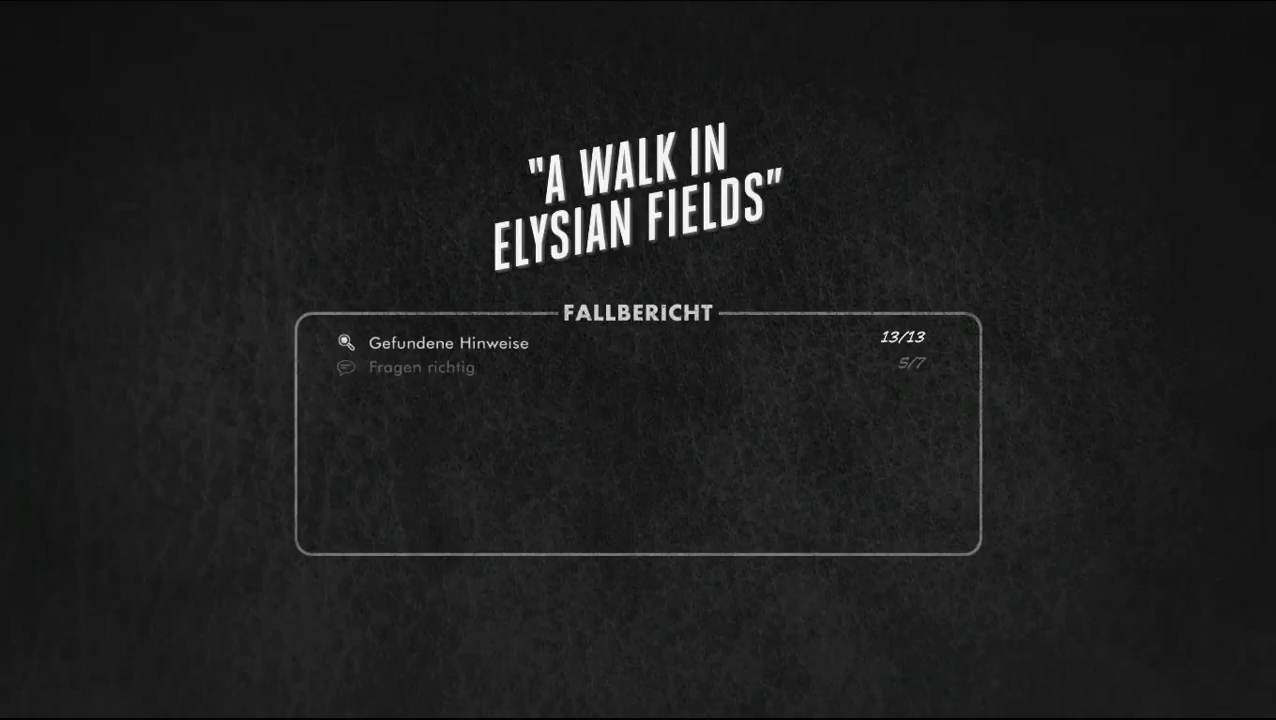 "A WALK IN
ELYSIAN FIELDS"
FALLBERICHT
Gefundene Hinweise 13/13
Fragen richtig 5/7